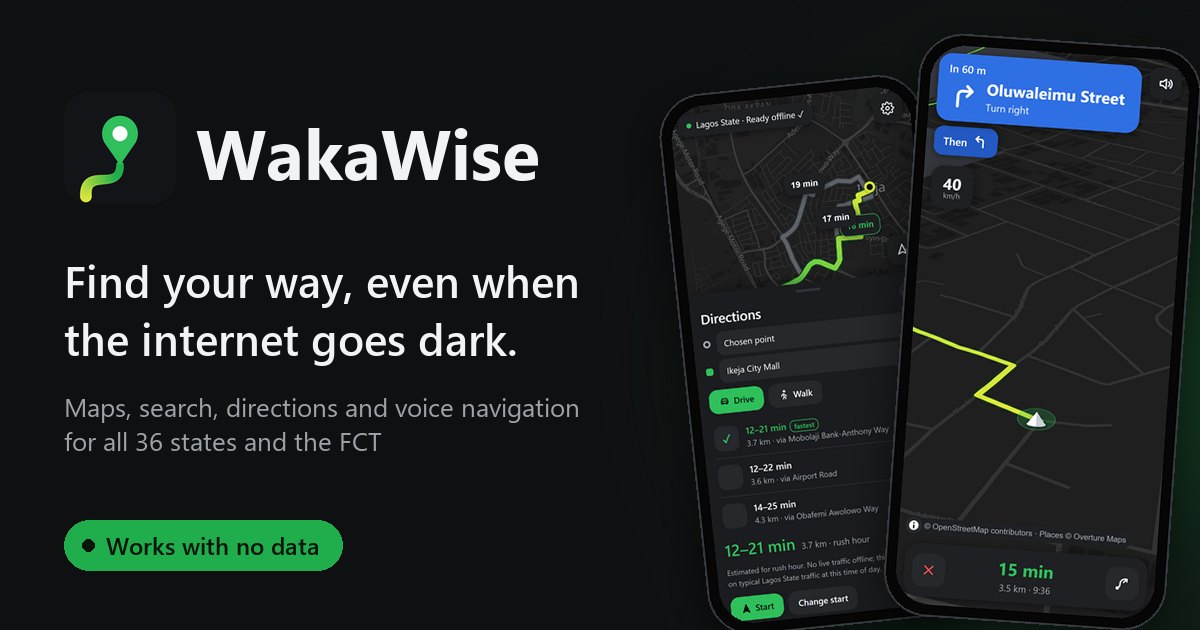 WakaWise
Find your way, even when
the internet goes dark.
Maps, search, directions and voice navigation
for all 36 states and the FCT
Works with no data
Lagos State · Ready offline ✓
19 min
17 min
min
Directions
Chosen point
Ikeja City Mall
Drive
Walk
12–21 min fastest
3.7 km · via Mobolaji Bank-Anthony Way
12–22 min
3.6 km · via Airport Road
14–25 min
4.3 km · via Obafemi Awolowo Way
12–21 min 3.7 km · rush hour
Estimated for rush hour. No live traffic offline;
on typical Lagos State traffic at this time of day.
Start
Change start
In 60 m
Oluwaleimu Street
Turn right
Then
40
km/h
© OpenStreetMap contributors · Places © Overture Maps
15 min
3.5 km · 9:36